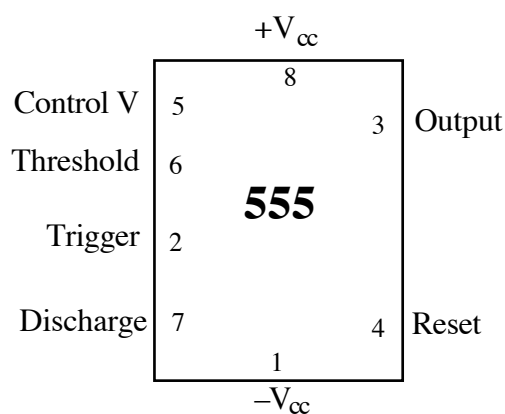 +Vcc
8
Control V 5
3 Output
Threshold 6
555
Trigger 2
Discharge 7
4 Reset
1
–Vcc